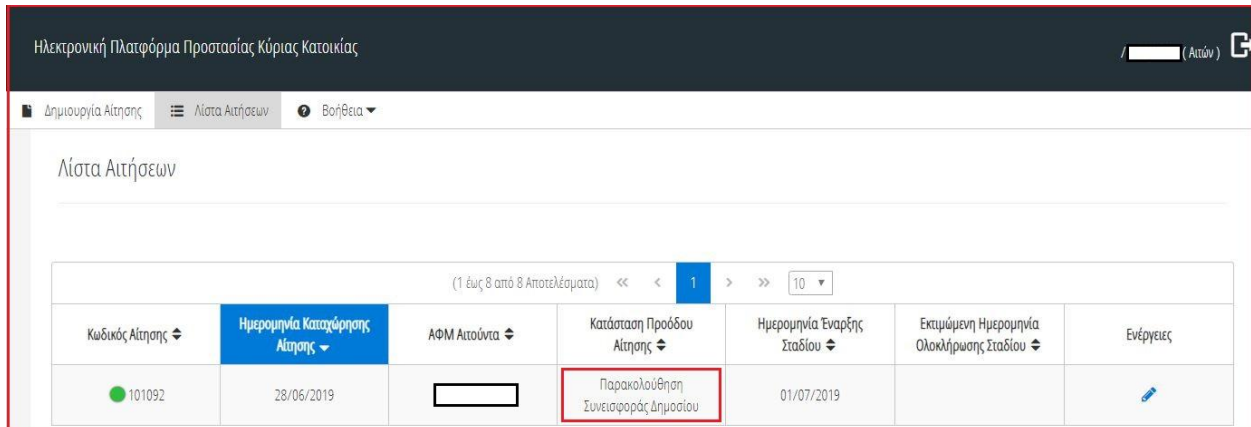 Ηλεκτρονική Πλατφόρμα Προστασίας Κύριας Κατοικίας
/ ( Αιτών )
Δημιουργία Αίτησης Λίστα Αιτήσεων Βοήθεια
Λίστα Αιτήσεων
(1 έως 8 από 8 Αποτελέσματα) << < 1 > >> 10
Κωδικός Αίτησης
Ημερομηνία Καταχώρησης
Αίτησης
ΑΦΜ Αιτούντα
Κατάσταση Προόδου
Αίτησης
Ημερομηνία Έναρξης
Σταδίου
Εκτιμώμενη Ημερομηνία
Ολοκλήρωσης Σταδίου
Ενέργειες
101092
28/06/2019
Παρακολούθηση
Συνεισφοράς Δημοσίου
01/07/2019